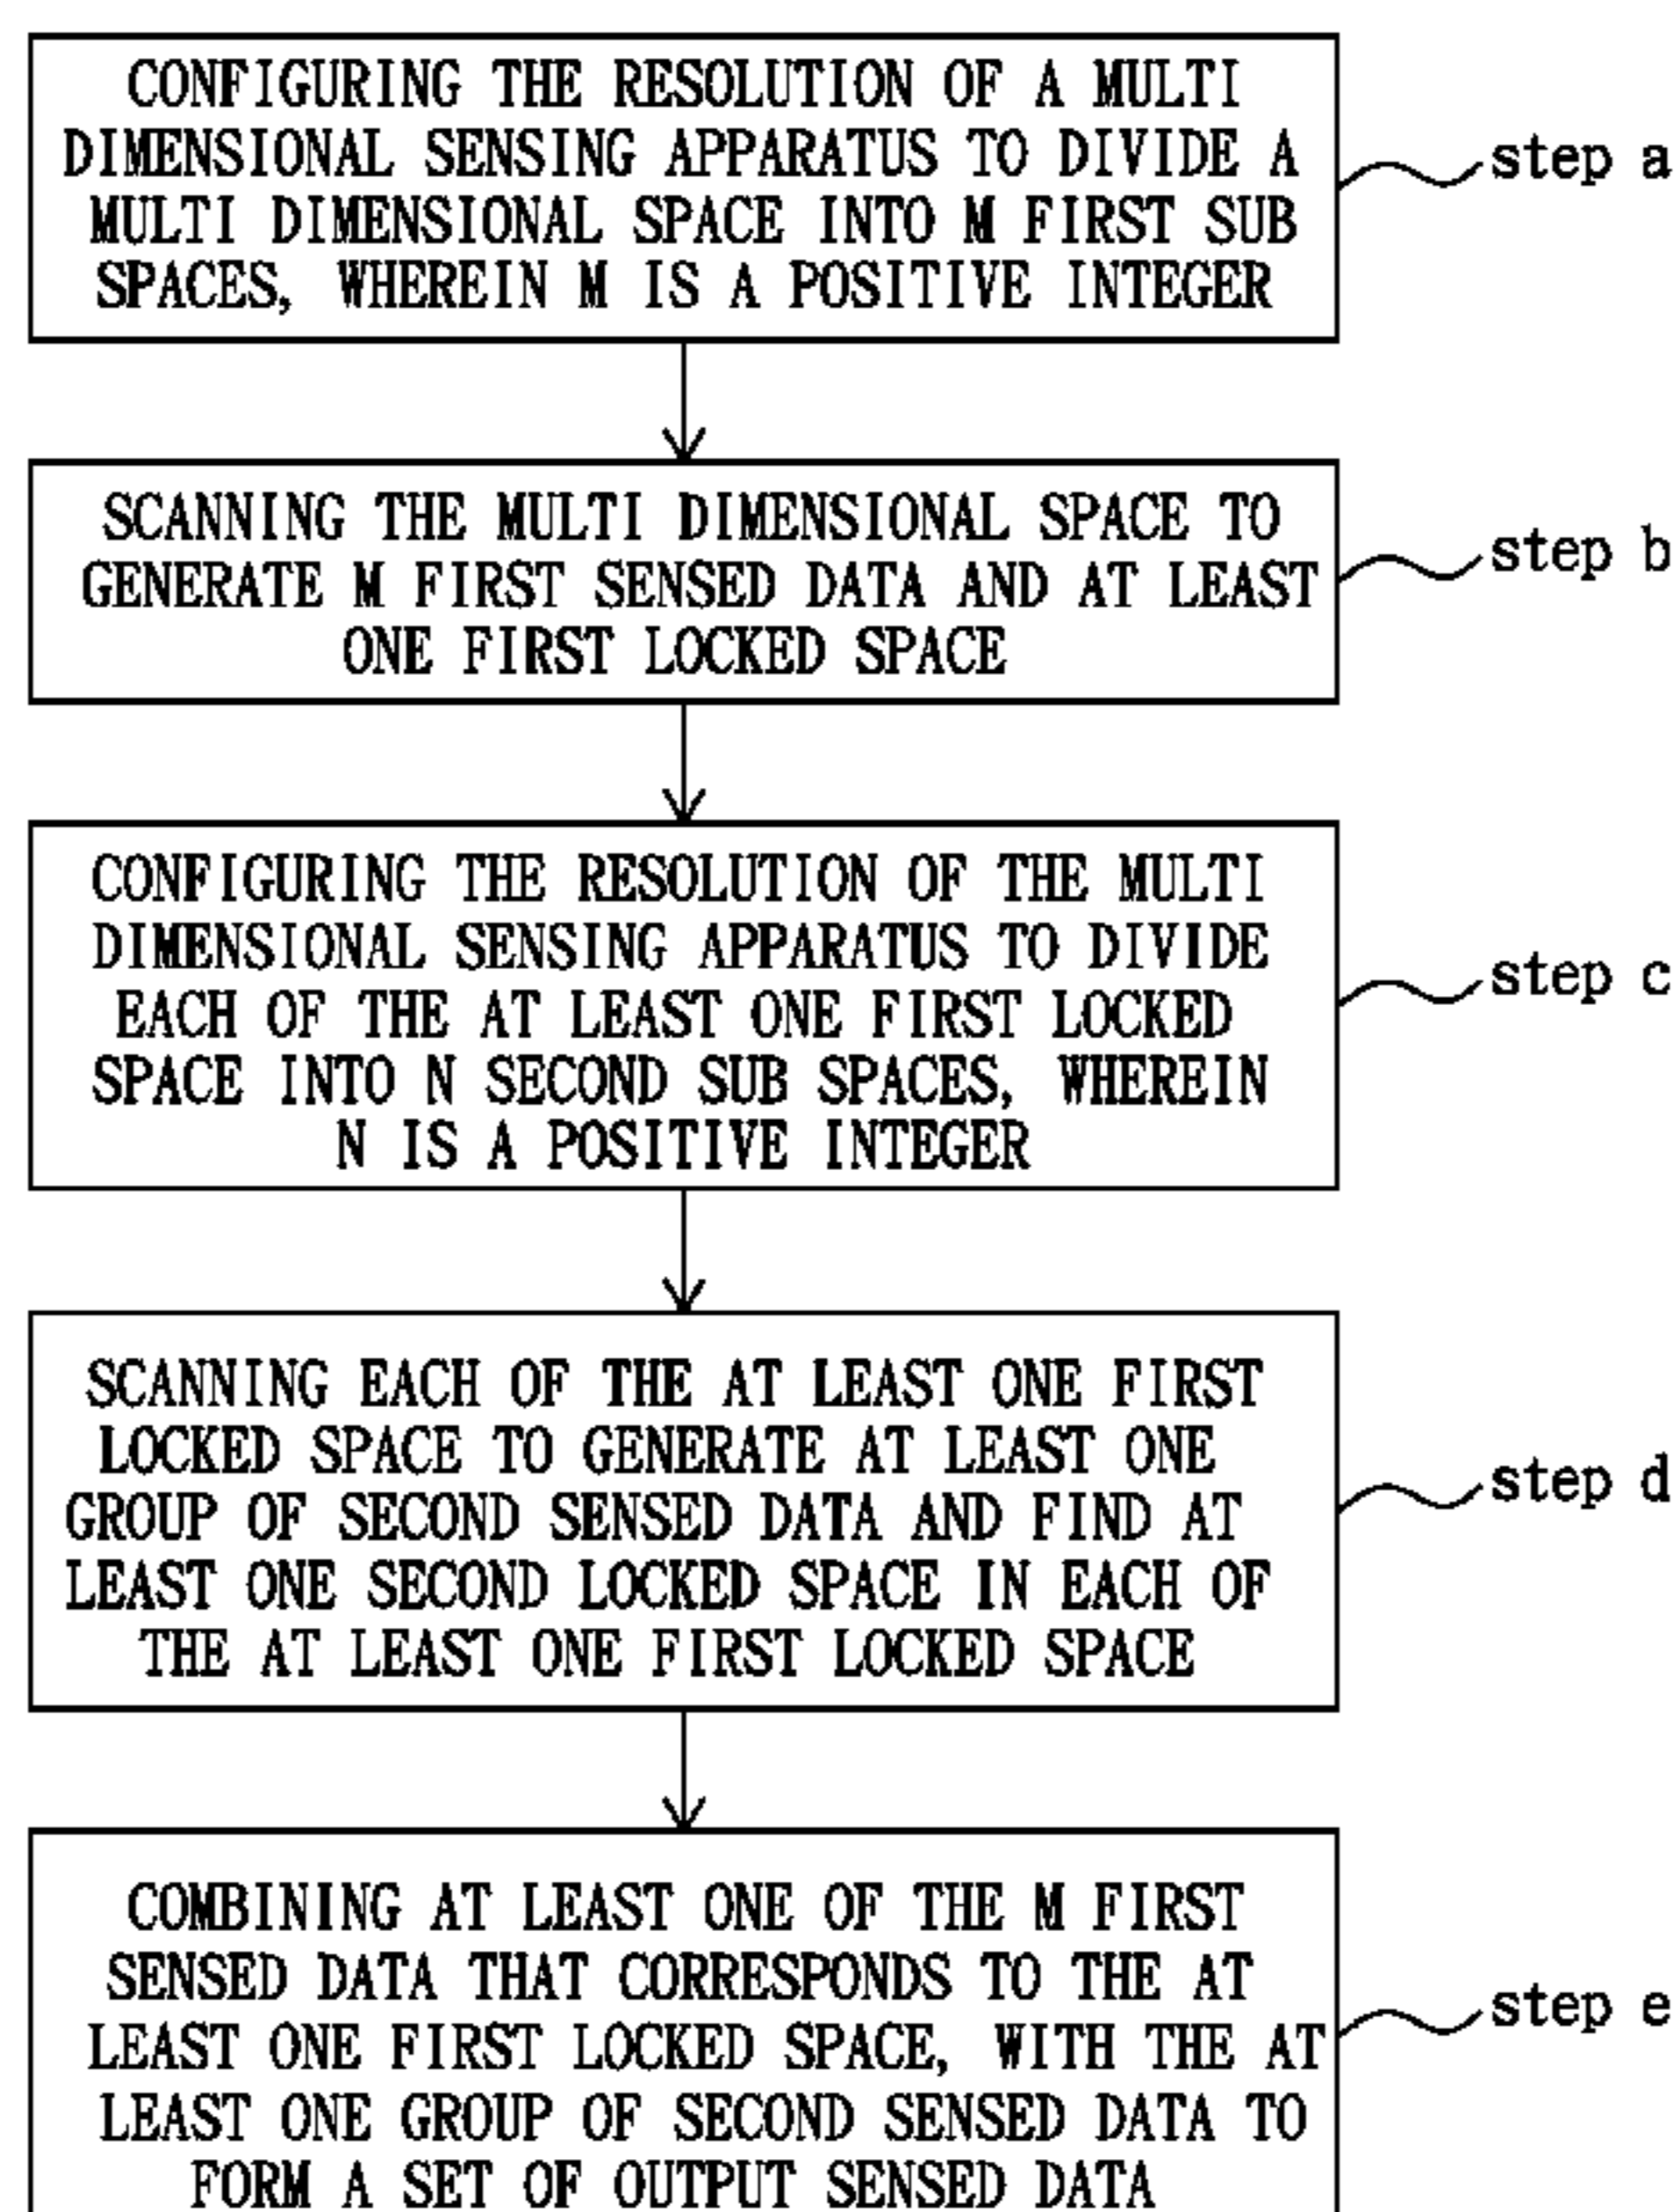 CONFIGURING THE RESOLUTION OF A MULTI
DIMENSIONAL SENSING APPARATUS TO DIVIDE A
MULTI DIMENSIONAL SPACE INTO M FIRST SUB
SPACES, WHEREIN M IS A POSITIVE INTEGER
step a
SCANNING THE MULTI DIMENSIONAL SPACE TO
GENERATE M FIRST SENSED DATA AND AT LEAST
ONE FIRST LOCKED SPACE
step b
CONFIGURING THE RESOLUTION OF THE MULTI
DIMENSIONAL SENSING APPARATUS TO DIVIDE
EACH OF THE AT LEAST ONE FIRST LOCKED
SPACE INTO N SECOND SUB SPACES, WHEREIN
N IS A POSITIVE INTEGER
step c
SCANNING EACH OF THE AT LEAST ONE FIRST
LOCKED SPACE TO GENERATE AT LEAST ONE
GROUP OF SECOND SENSED DATA AND FIND AT
LEAST ONE SECOND LOCKED SPACE IN EACH OF
THE AT LEAST ONE FIRST LOCKED SPACE
step d
COMBINING AT LEAST ONE OF THE M FIRST
SENSED DATA THAT CORRESPONDS TO THE AT
LEAST ONE FIRST LOCKED SPACE, WITH THE AT
LEAST ONE GROUP OF SECOND SENSED DATA TO
FORM A SET OF OUTPUT SENSED DATA
step e